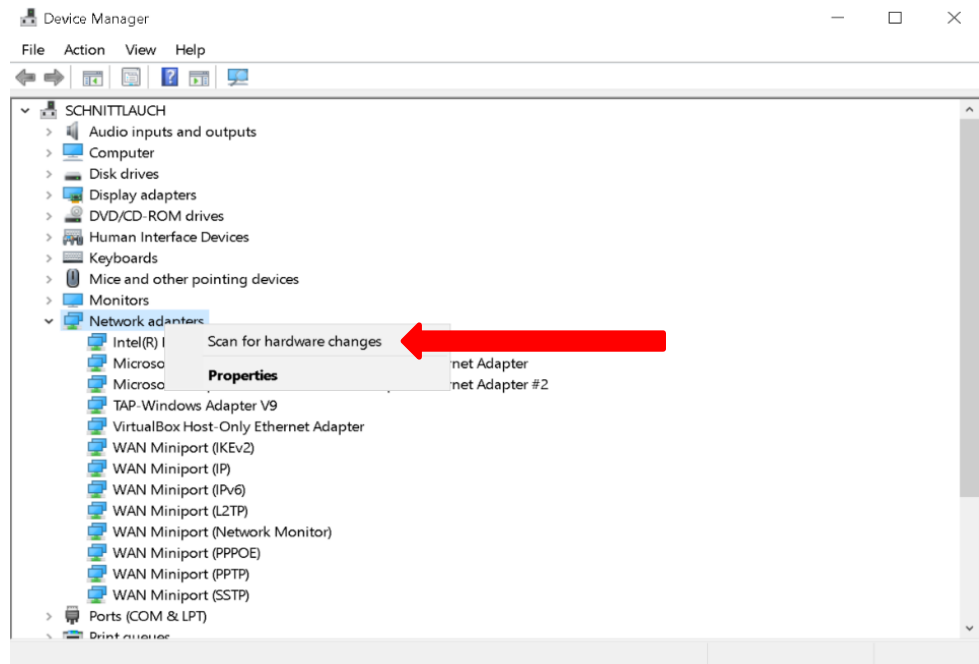 Device Manager
File Action View Help
SCHNITTLAUCH
Audio inputs and outputs
Computer
Disk drives
Display adapters
DVD/CD-ROM drives
Human Interface Devices
Keyboards
Mice and other pointing devices
Monitors
Network adapters
Intel(R)
Scan for hardware changes
Properties
Adapter
Adapter #2
TAP-Windows Adapter V9
VirtualBox Host-Only Ethernet Adapter
WAN Miniport (IKEv2)
WAN Miniport (IP)
WAN Miniport (IPv6)
WAN Miniport (L2TP)
WAN Miniport (Network Monitor)
WAN Miniport (PPPOE)
WAN Miniport (PPTP)
WAN Miniport (SSTP)
Ports (COM & LPT)
Print queues